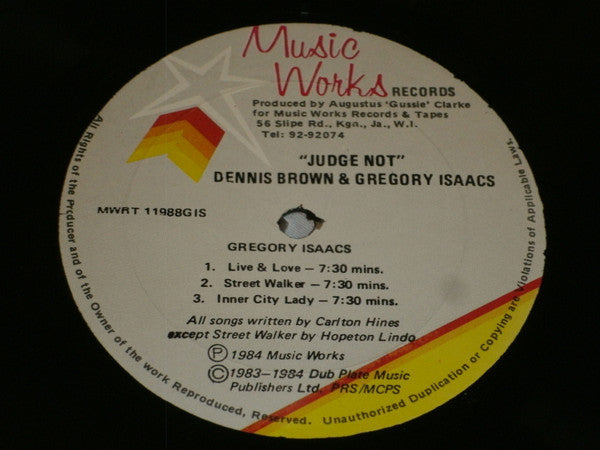 Music
Works RECORDS
Produced by Augustus 'Gussie' Clarke
for Music Works Records & Tapes
56 Slipe Rd., Kgn., Ja., W.I.
Tel: 92-92074
"JUDGE NOT"
DENNIS BROWN & GREGORY ISAACS
MWRT 11988GIS
GREGORY ISAACS
1. Live & Love — 7:30 mins.
2. Street Walker — 7:30 mins.
3. Inner City Lady — 7:30 mins.
All songs written by Carlton Hines
except Street Walker by Hopeton Lindo
Ⓟ 1984 Music Works
© 1983–1984 Dub Plate Music
Publishers Ltd. PRS/MCPS
All Rights of the Producer and of the Owner of the work Reproduced, Reserved. Unauthorized Duplication or Copying are Violations of Applicable Laws.